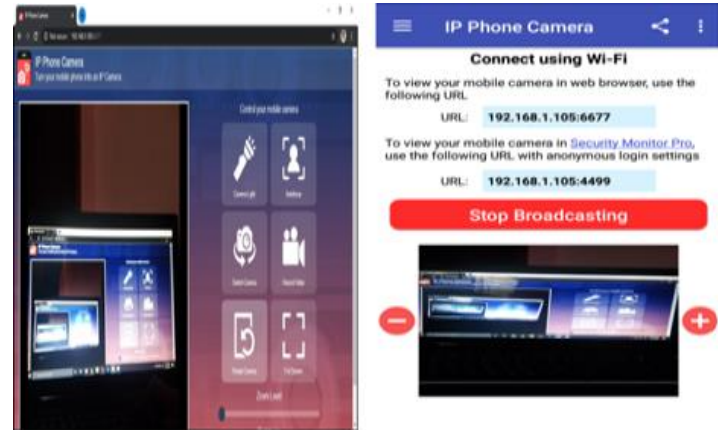 IP Phone Camera
IP Phone Camera
Turn your mobile phone into an IP Camera
Control your mobile camera
Camera Light
Switch Camera
Record Video
Rotate Camera
Full Screen
Zoom Level
IP Phone Camera
Connect using Wi-Fi
To view your mobile camera in web browser, use the
following URL
URL: 192.168.1.105:6677
To view your mobile camera in Security Monitor Pro,
use the following URL with anonymous login settings
URL: 192.168.1.105:4499
Stop Broadcasting